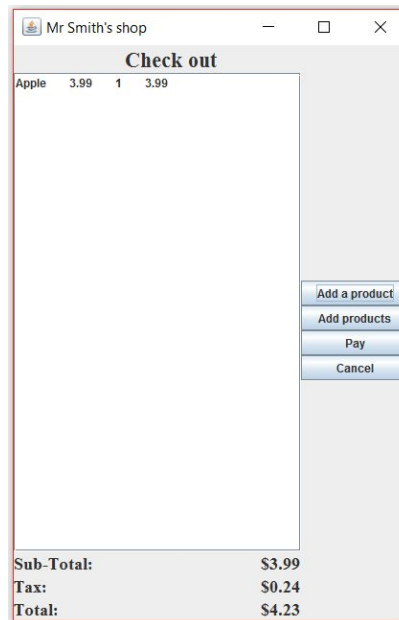 Mr Smith's shop
Check out
Apple 3.99 1 3.99
Add a product
Add products
Pay
Cancel
Sub-Total: $3.99
Tax: $0.24
Total: $4.23